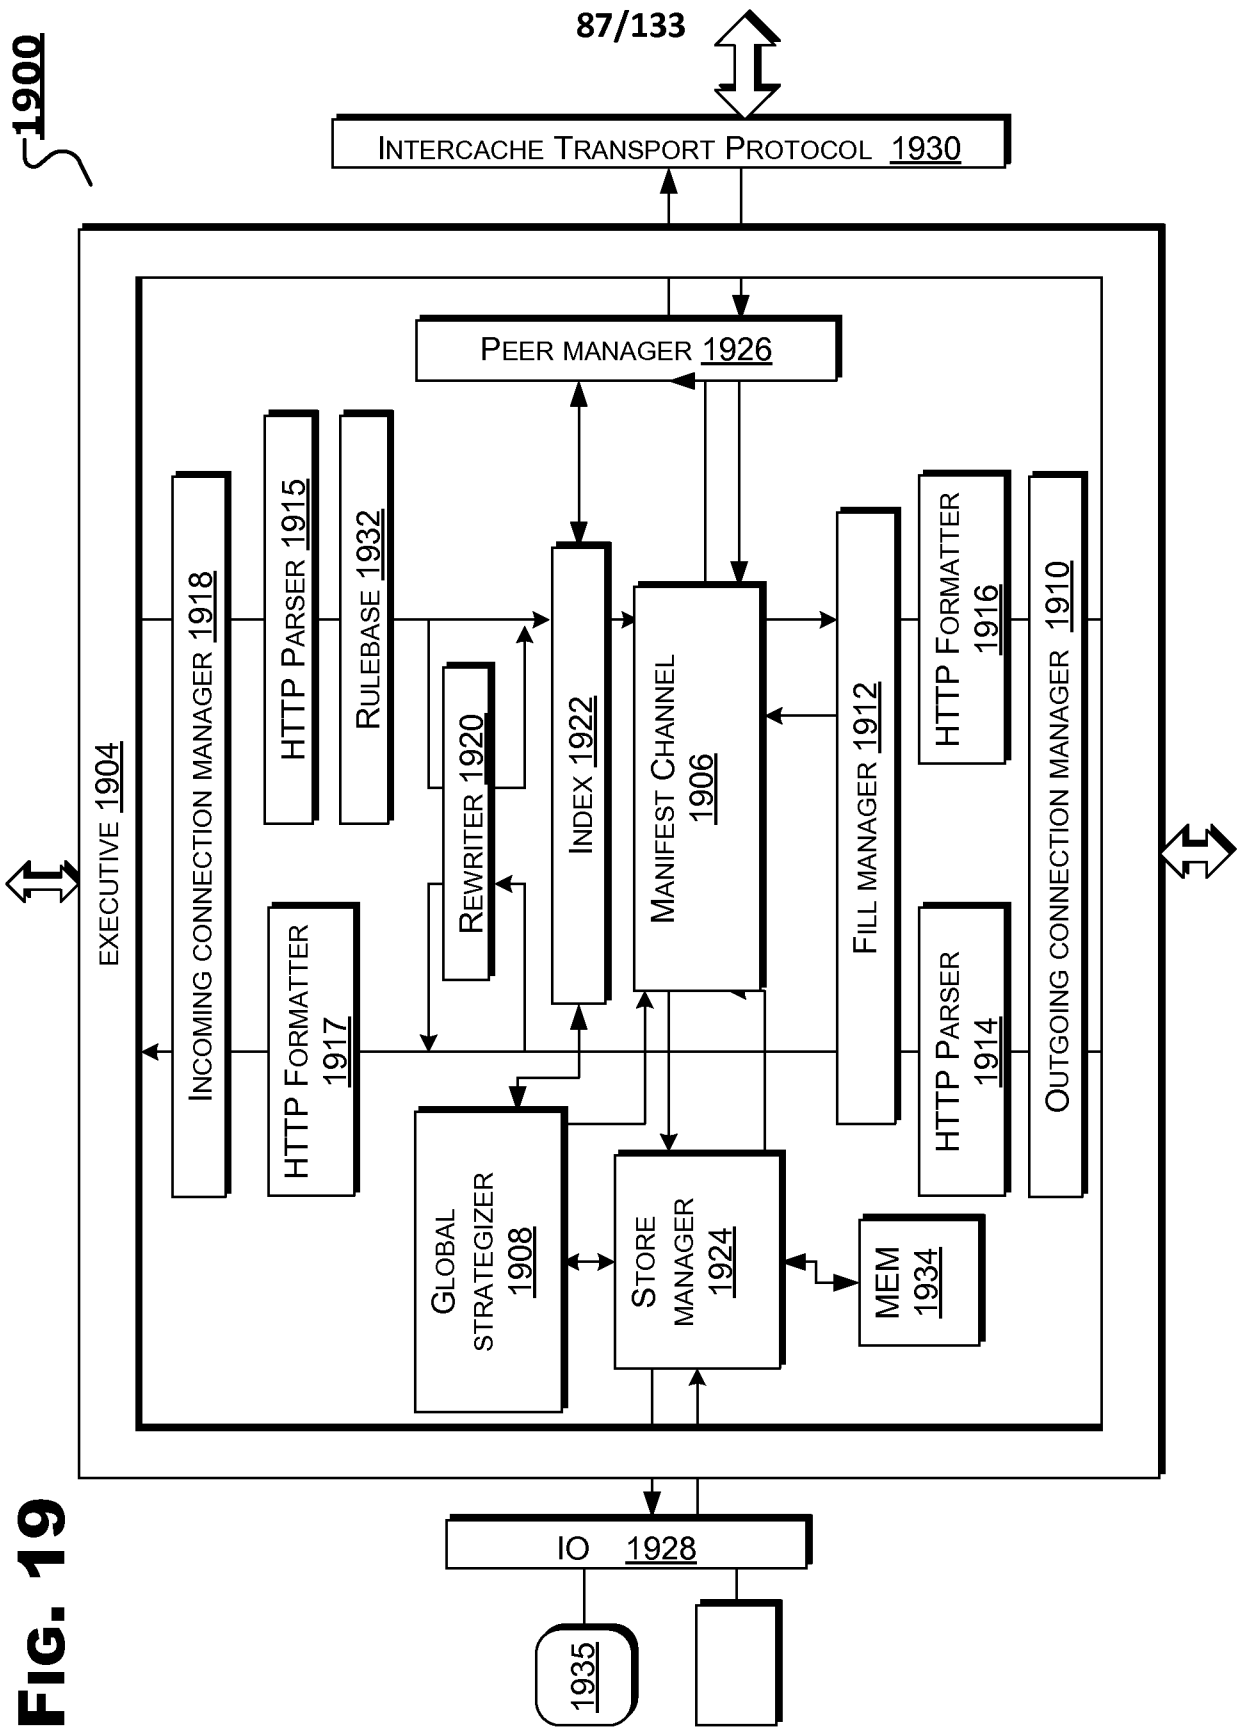 87/133
1900
INTERCACHE TRANSPORT PROTOCOL 1930
EXECUTIVE 1904
PEER MANAGER 1926
INCOMING CONNECTION MANAGER 1918
HTTP PARSER 1915
RULEBASE 1932
HTTP FORMATTER
1917
REWRITER 1920
INDEX 1922
MANIFEST CHANNEL
1906
FILL MANAGER 1912
HTTP FORMATTER
1916
HTTP PARSER
1914
OUTGOING CONNECTION MANAGER 1910
GLOBAL
STRATEGIZER
1908
STORE
MANAGER
1924
MEM
1934
IO 1928
1935
FIG. 19